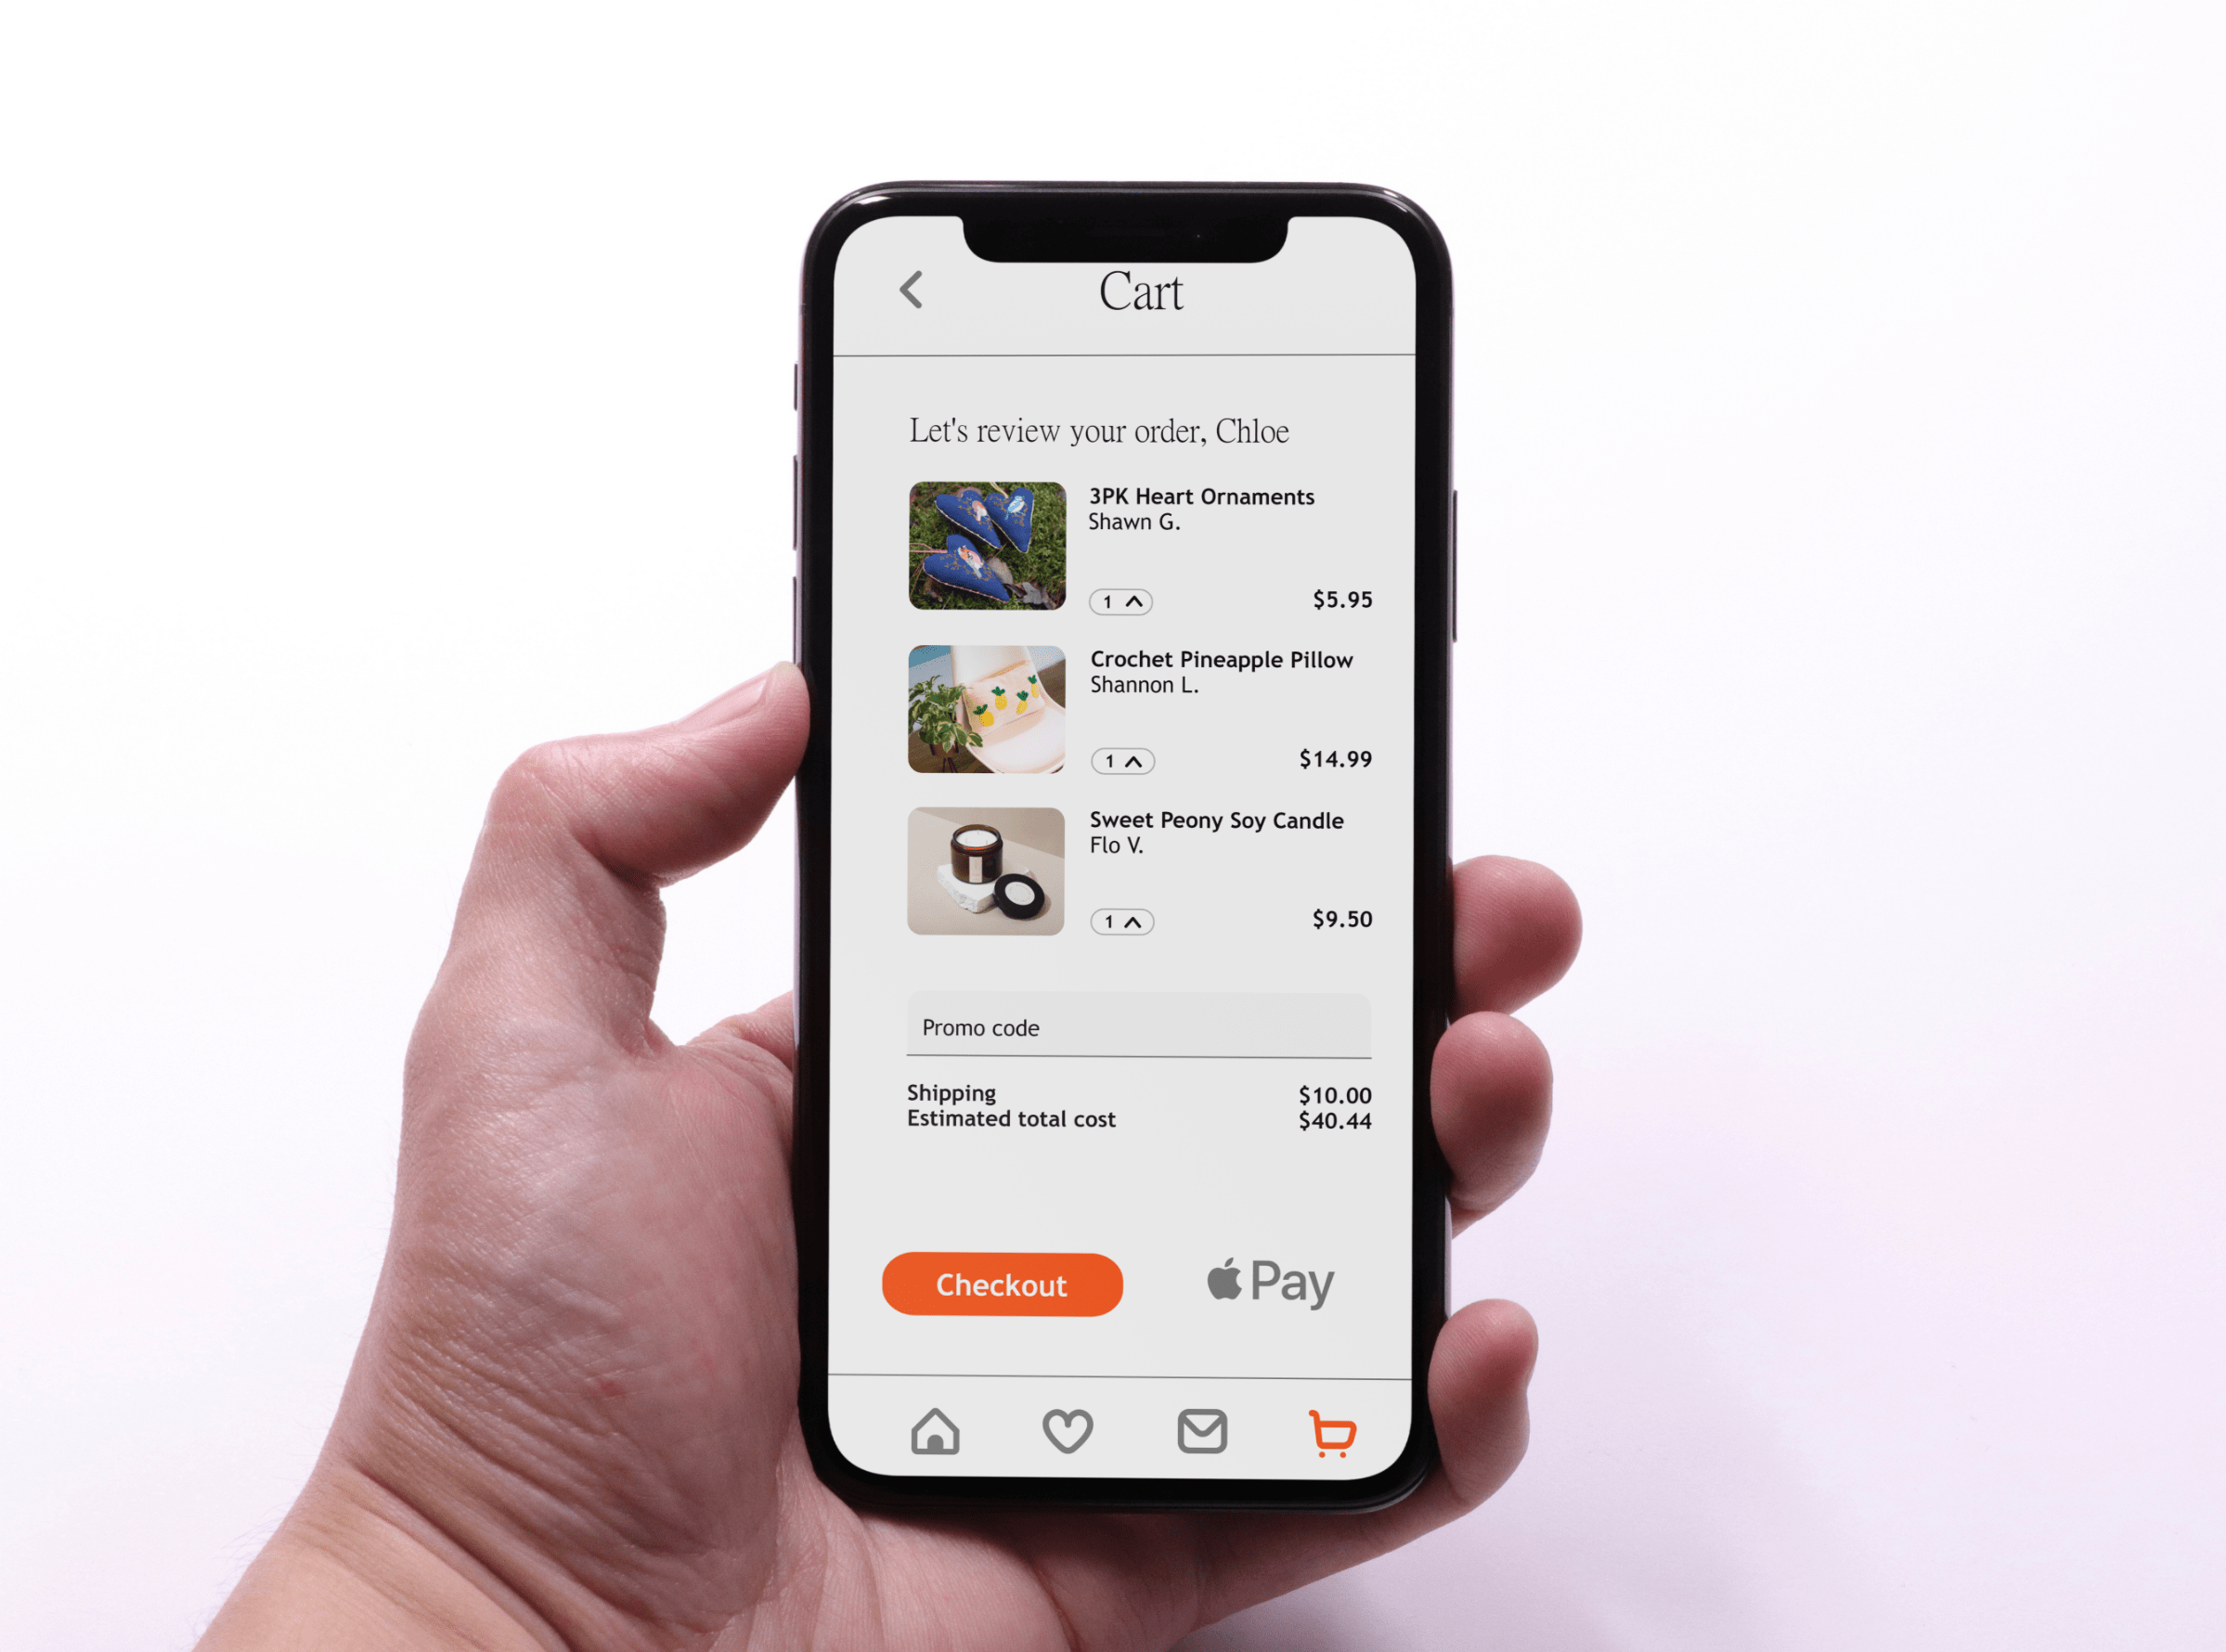 Cart
Let's review your order, Chloe
3PK Heart Ornaments
Shawn G.
1 $5.95
Crochet Pineapple Pillow
Shannon L.
1 $14.99
Sweet Peony Soy Candle
Flo V.
1 $9.50
Promo code
Shipping $10.00
Estimated total cost $40.44
Checkout Pay